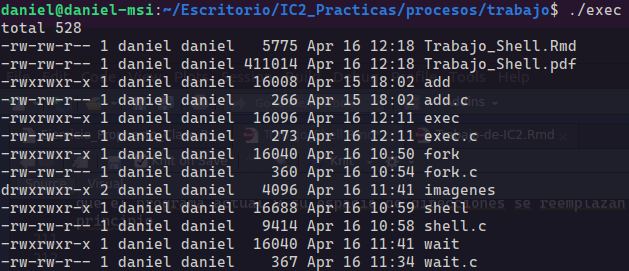 daniel@daniel-msi:~/Escritorio/IC2_Practicas/procesos/trabajo$ ./exec
total 528
-rw-rw-r-- 1 daniel daniel   5775 Apr 16 12:18 Trabajo_Shell.Rmd
-rw-rw-r-- 1 daniel daniel 411014 Apr 16 12:18 Trabajo_Shell.pdf
-rwxrwxr-x 1 daniel daniel  16008 Apr 15 18:02 add
-rw-rw-r-- 1 daniel daniel    266 Apr 15 18:02 add.c
-rwxrwxr-x 1 daniel daniel  16096 Apr 16 12:11 exec
-rw-rw-r-- 1 daniel daniel    273 Apr 16 12:11 exec.c
-rwxrwxr-x 1 daniel daniel  16040 Apr 16 10:50 fork
-rw-rw-r-- 1 daniel daniel    360 Apr 16 10:54 fork.c
drwxrwxr-x 2 daniel daniel   4096 Apr 16 11:41 imagenes
-rwxrwxr-x 1 daniel daniel  16688 Apr 16 10:59 shell
-rw-rw-r-- 1 daniel daniel   9414 Apr 16 10:58 shell.c
-rwxrwxr-x 1 daniel daniel  16040 Apr 16 11:41 wait
-rw-rw-r-- 1 daniel daniel    367 Apr 16 11:34 wait.c